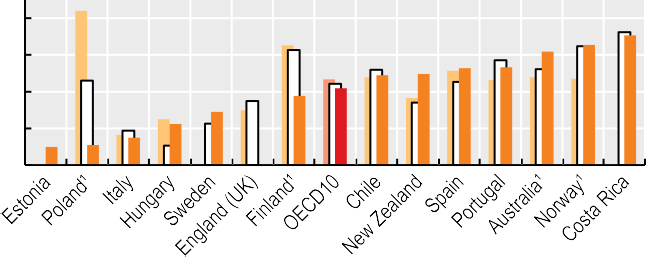 Estonia
Poland¹
Italy
Hungary
Sweden
England (UK)
Finland¹
OECD10
Chile
New Zealand
Spain
Portugal
Australia¹
Norway¹
Costa Rica